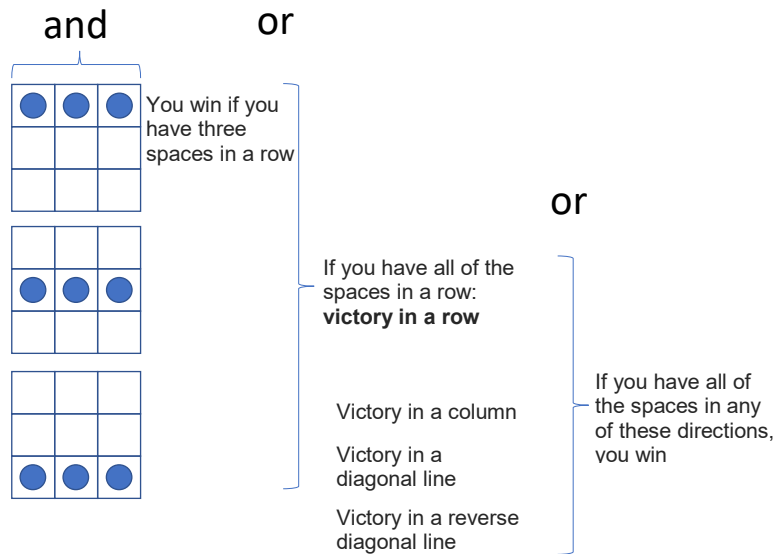 and
or
You win if you
have three
spaces in a row
or
If you have all of the
spaces in a row:
victory in a row
Victory in a column
Victory in a
diagonal line
Victory in a reverse
diagonal line
If you have all of
the spaces in any
of these directions,
you win